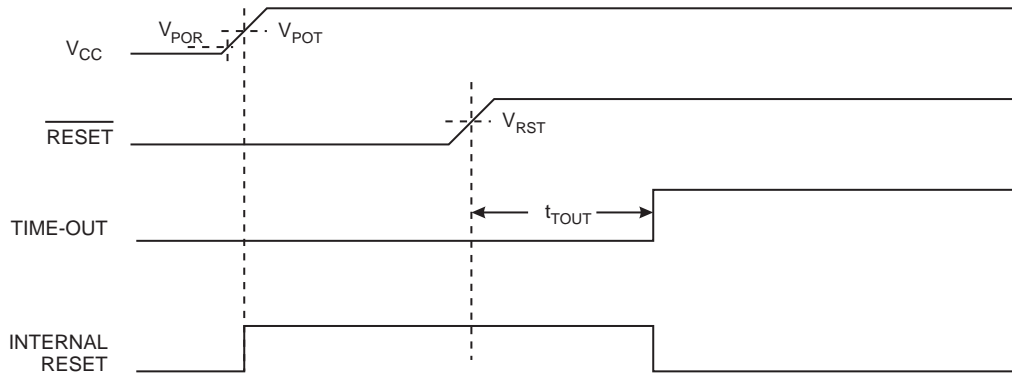 V_POR
V_POT
V_CC
RESET
V_RST
t_TOUT
TIME-OUT
INTERNAL
RESET